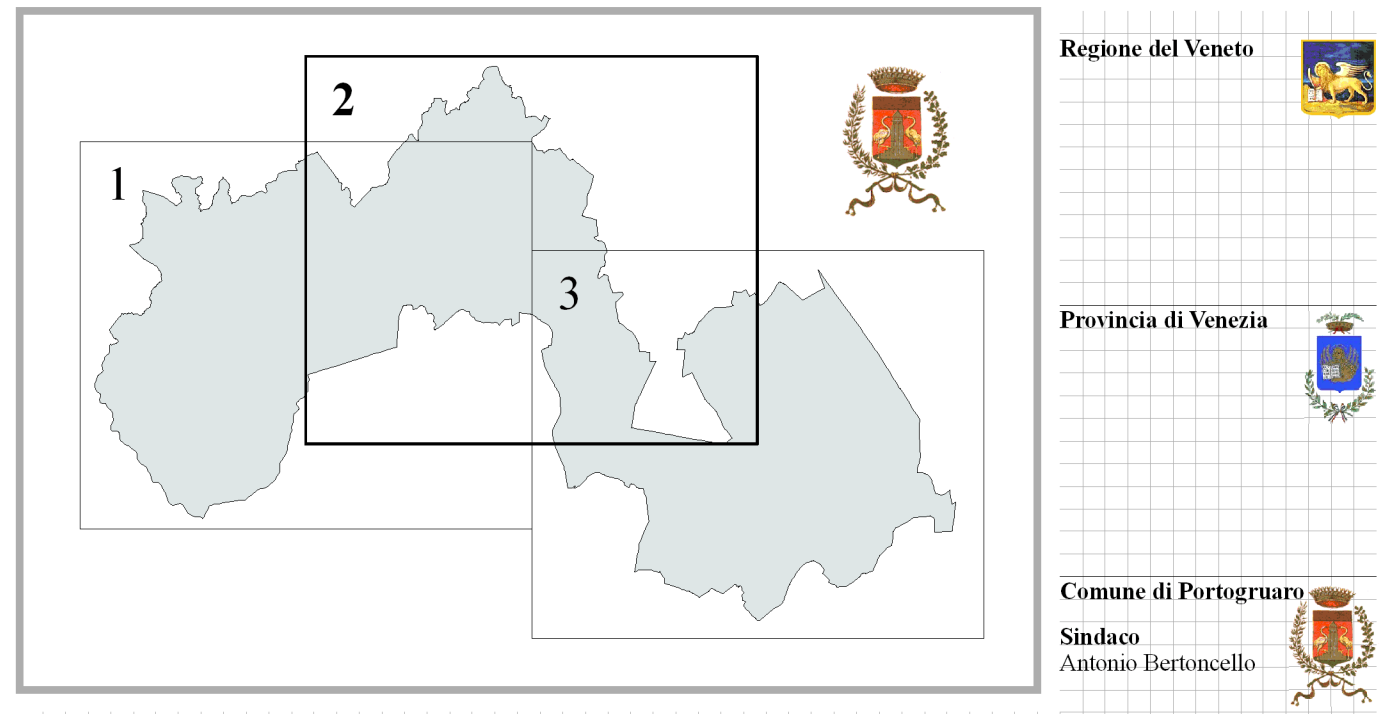 2
1
3
Regione del Veneto
Provincia di Venezia
Comune di Portogruaro
Sindaco
Antonio Bertoncello